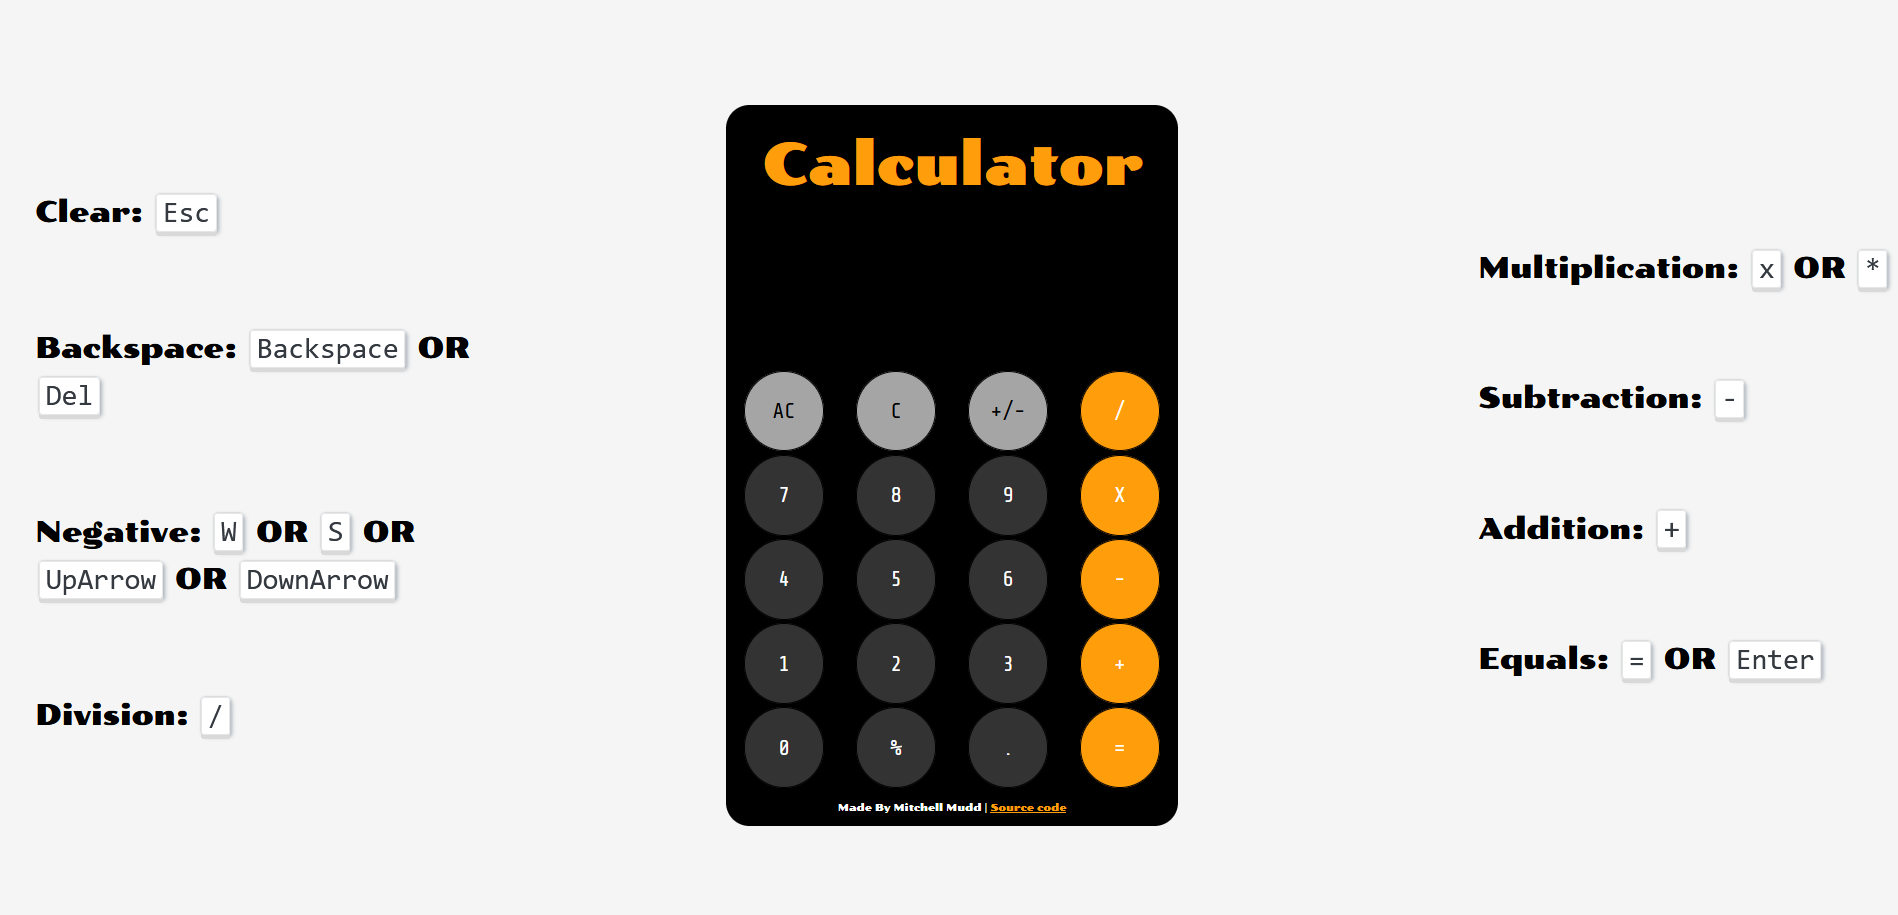 Clear: Esc
Backspace: Backspace OR
Del
Negative: W OR S OR
UpArrow OR DownArrow
Division: /
Calculator
AC C +/- /
7 8 9 X
4 5 6 -
1 2 3 +
0 % . =
Made By Mitchell Mudd | Source code
Multiplication: x OR *
Subtraction: -
Addition: +
Equals: = OR Enter